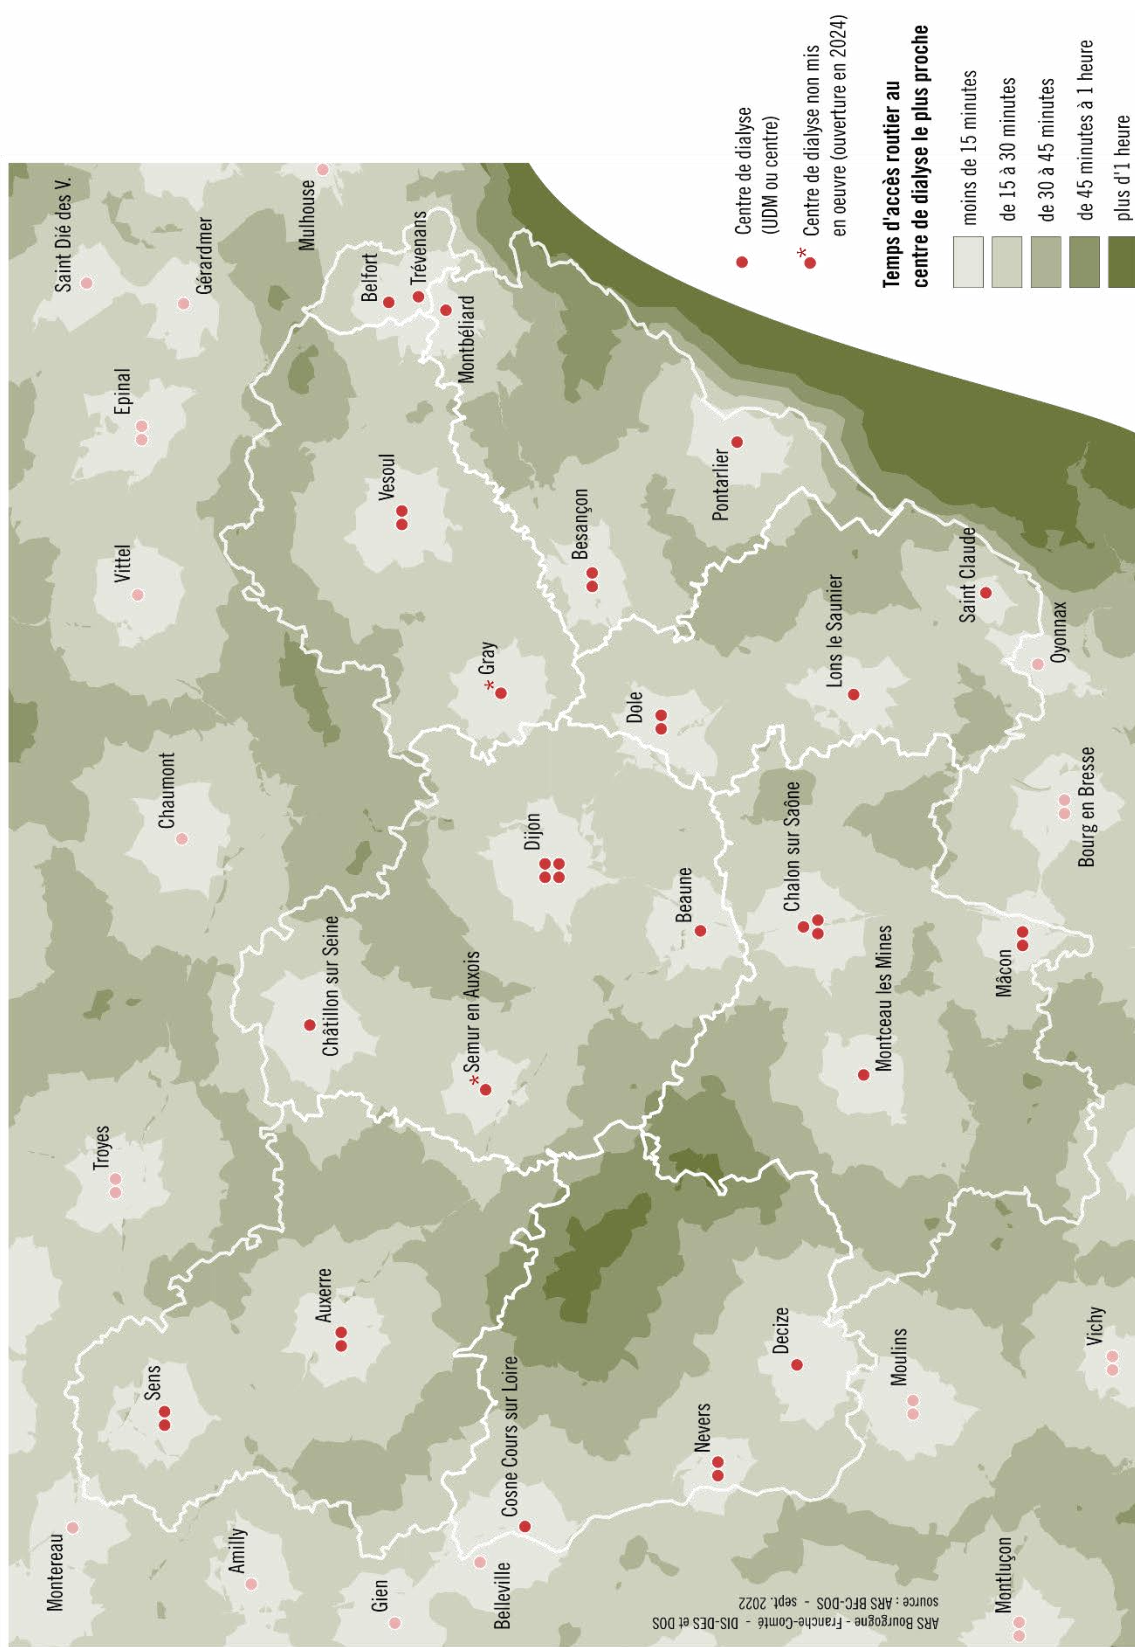 Saint Dié des V.
Gérardmer
Mulhouse
Epinal
Belfort
Trévenans
Montbéliard
Vittel
Vesoul
Besançon
Pontarlier
Chaumont
* Gray
Dole
Lons le Saunier
Saint Claude
Oyonnax
Troyes
Châtillon sur Seine
Dijon
* Semur en Auxois
Beaune
Chalon sur Saône
Bourg en Bresse
Montceau les Mines
Mâcon
Sens
Auxerre
Montereau
Amilly
Gien
Belleville
Cosne Cours sur Loire
Nevers
Decize
Moulins
Vichy
Montluçon
Centre de dialyse
(UDM ou centre)
* Centre de dialyse non mis
en oeuvre (ouverture en 2024)
Temps d'accès routier au
centre de dialyse le plus proche
moins de 15 minutes
de 15 à 30 minutes
de 30 à 45 minutes
de 45 minutes à 1 heure
plus d'1 heure
ARS Bourgogne - Franche-Comté - DIS-DES et DOS
source : ARS BFC-DOS - sept. 2022